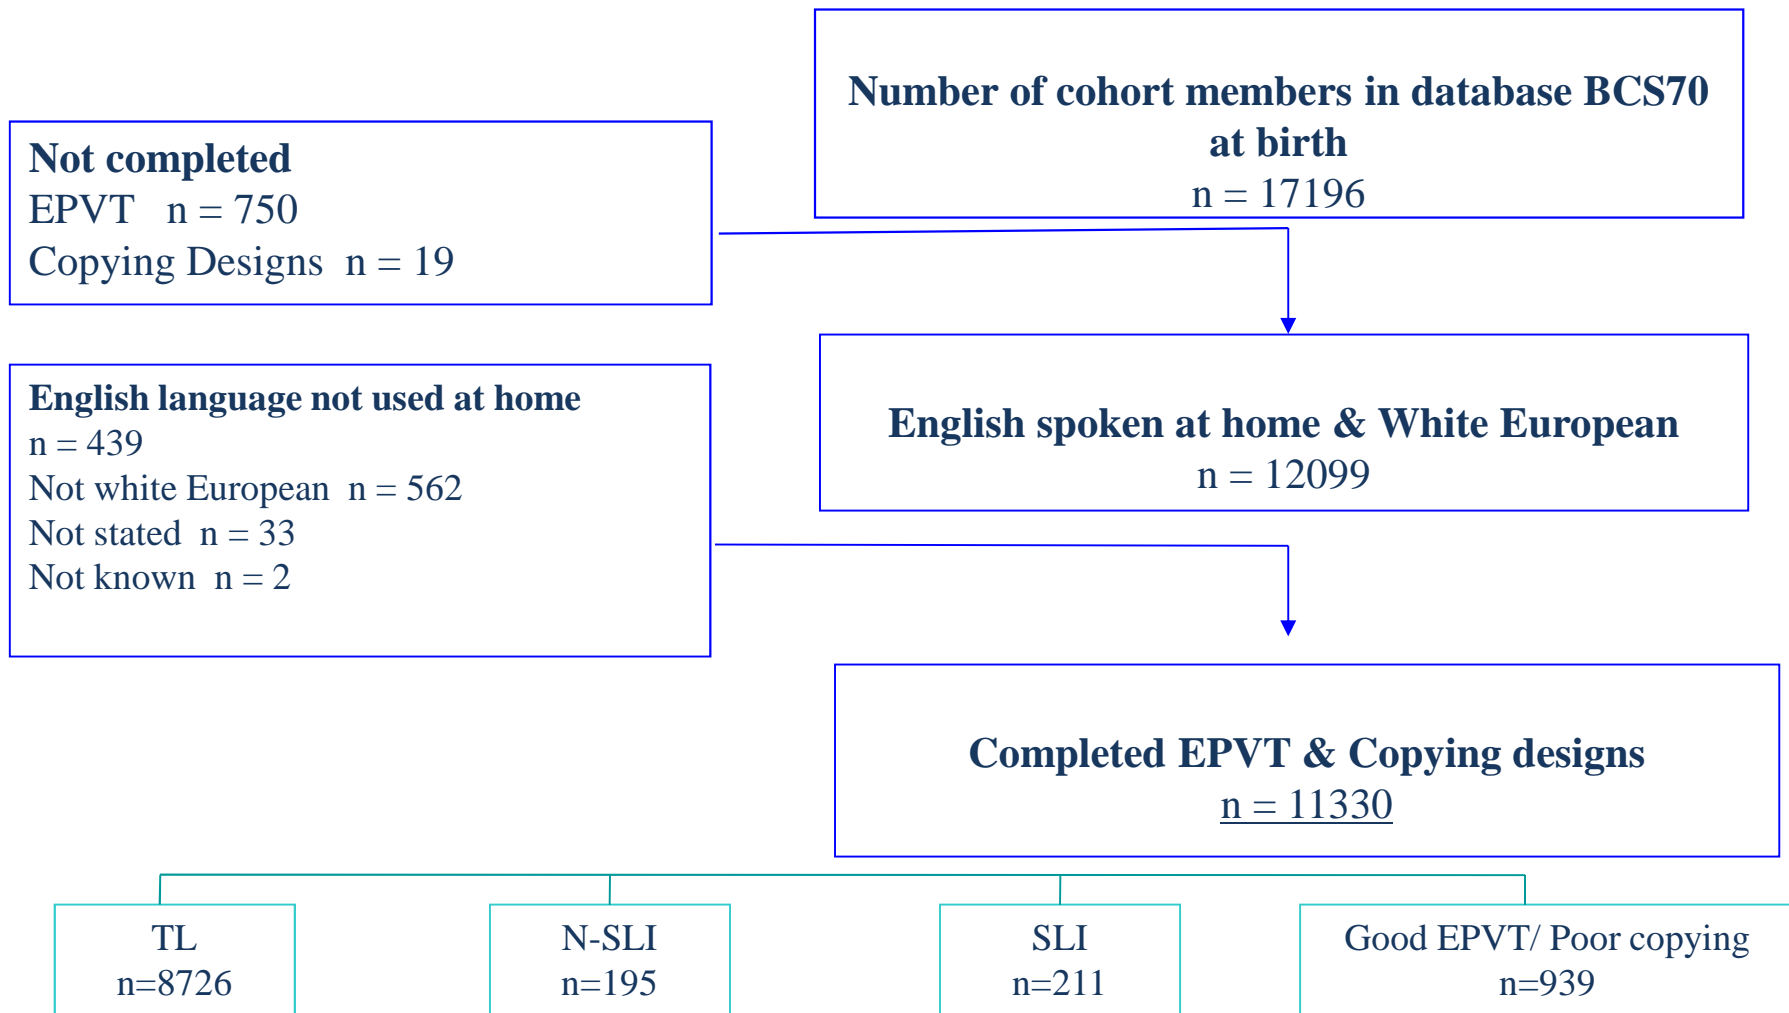 Number of cohort members in database BCS70
at birth
n = 17196
Not completed
EPVT n = 750
Copying Designs n = 19
English spoken at home & White European
n = 12099
English language not used at home
n = 439
Not white European n = 562
Not stated n = 33
Not known n = 2
Completed EPVT & Copying designs
n = 11330
TL
n=8726
N-SLI
n=195
SLI
n=211
Good EPVT/ Poor copying
n=939